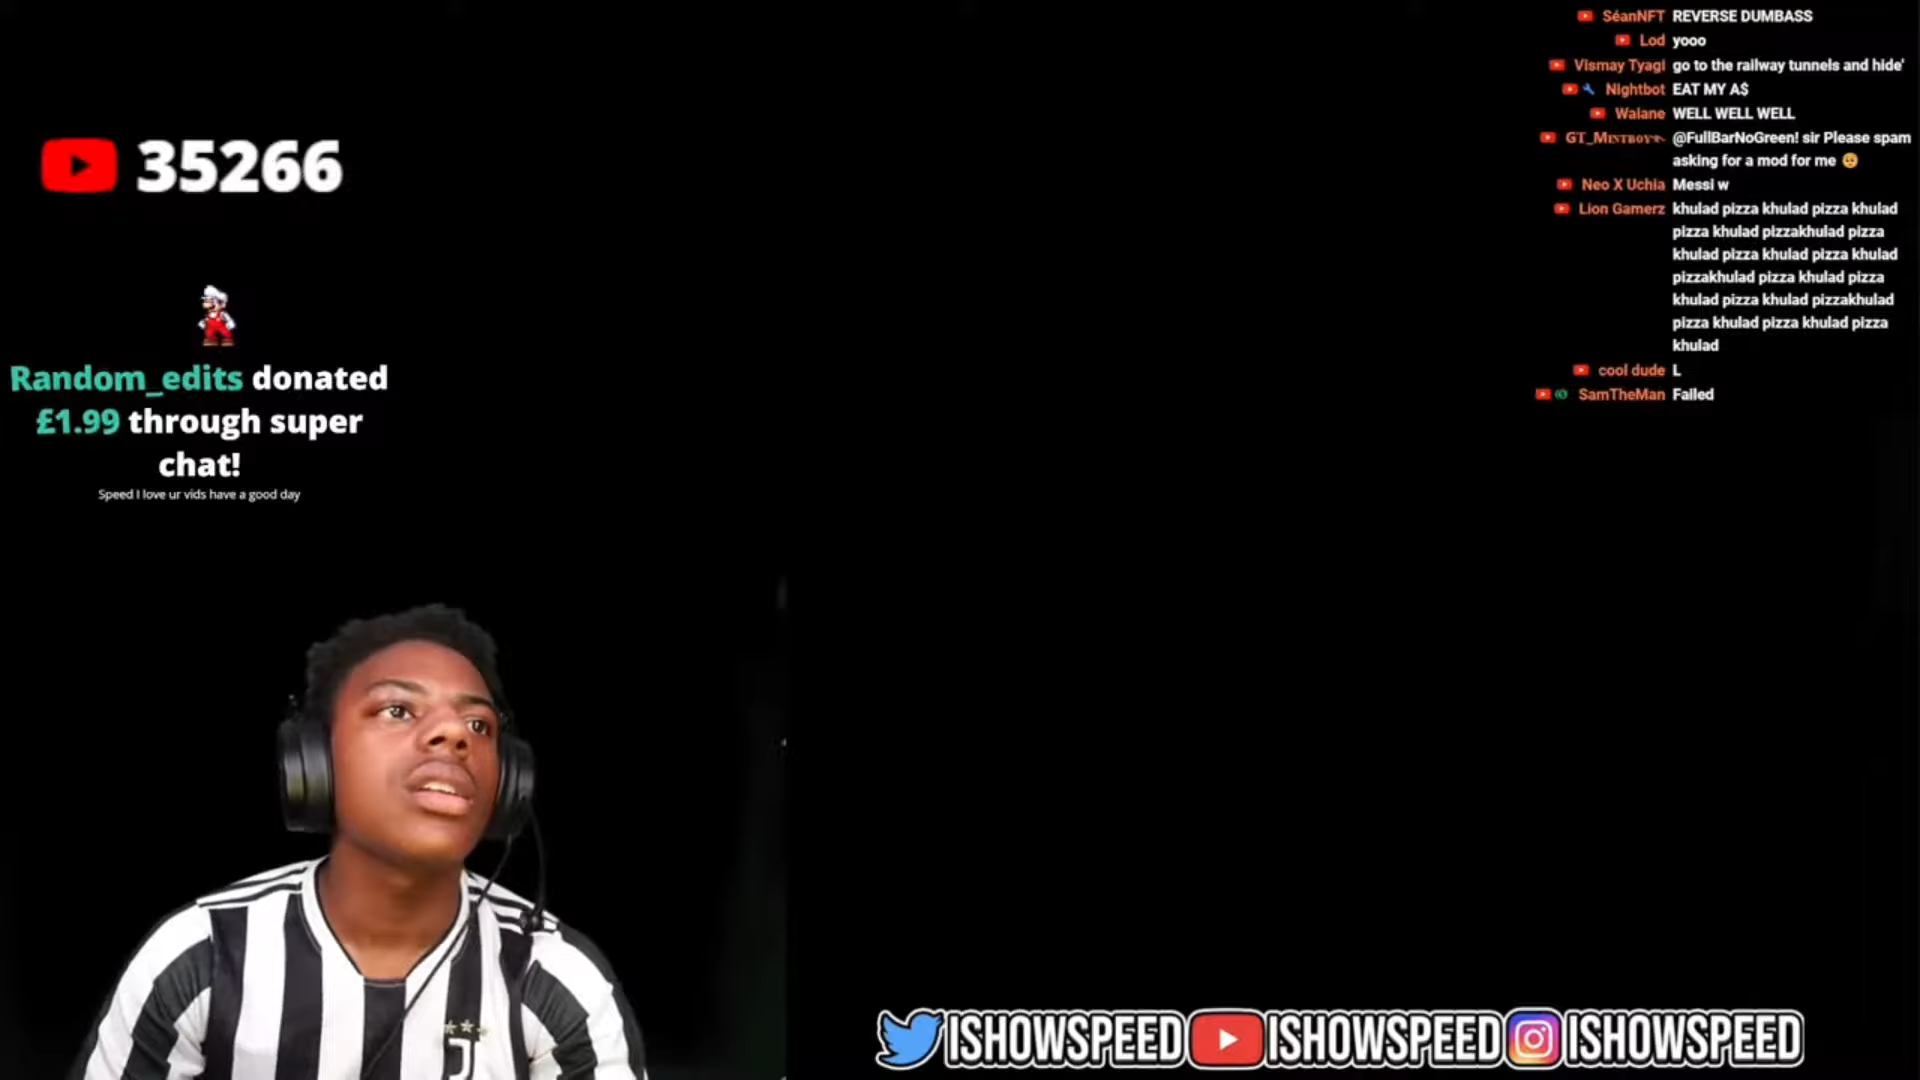 35266
Random_edits donated
£1.99 through super
chat!
Speed I love ur vids have a good day
SéanNFT REVERSE DUMBASS
Lod yooo
Vismay Tyagi go to the railway tunnels and hide'
Nightbot EAT MY A$
Walane WELL WELL WELL
GT_Mɪɴᴛʙᴏʏ @FullBarNoGreen! sir Please spam
asking for a mod for me 🥺
Neo X Uchia Messi w
Lion Gamerz khulad pizza khulad pizza khulad
pizza khulad pizzakhulad pizza
khulad pizza khulad pizza khulad
pizzakhulad pizza khulad pizza
khulad pizza khulad pizzakhulad
pizza khulad pizza khulad pizza
khulad
cool dude L
SamTheMan Failed
ISHOWSPEED ISHOWSPEED ISHOWSPEED